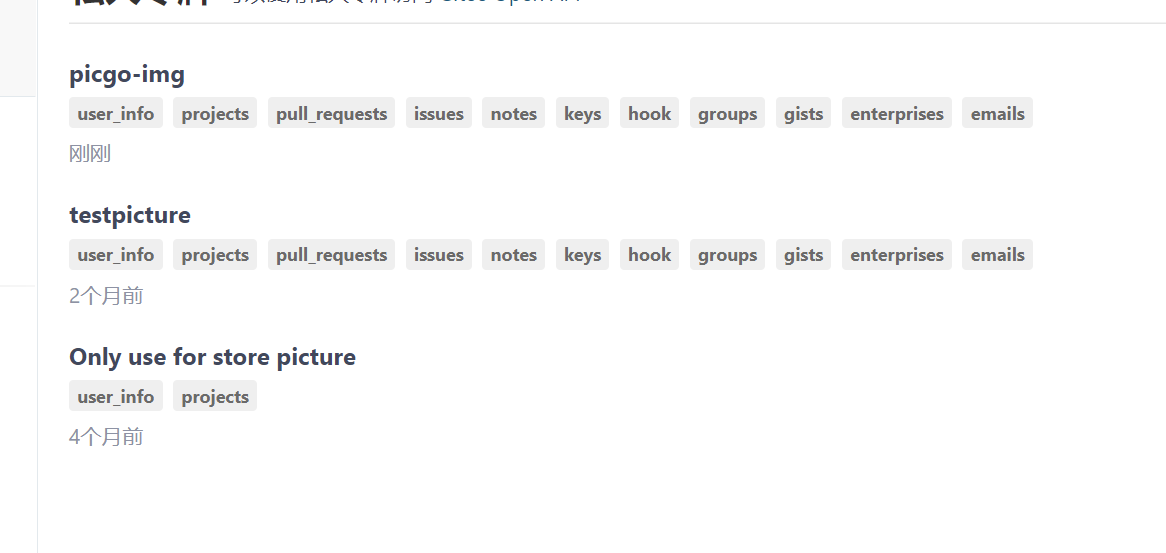 picgo-img
user_info projects pull_requests issues notes keys hook groups gists enterprises emails
刚刚
testpicture
user_info projects pull_requests issues notes keys hook groups gists enterprises emails
2个月前
Only use for store picture
user_info projects
4个月前